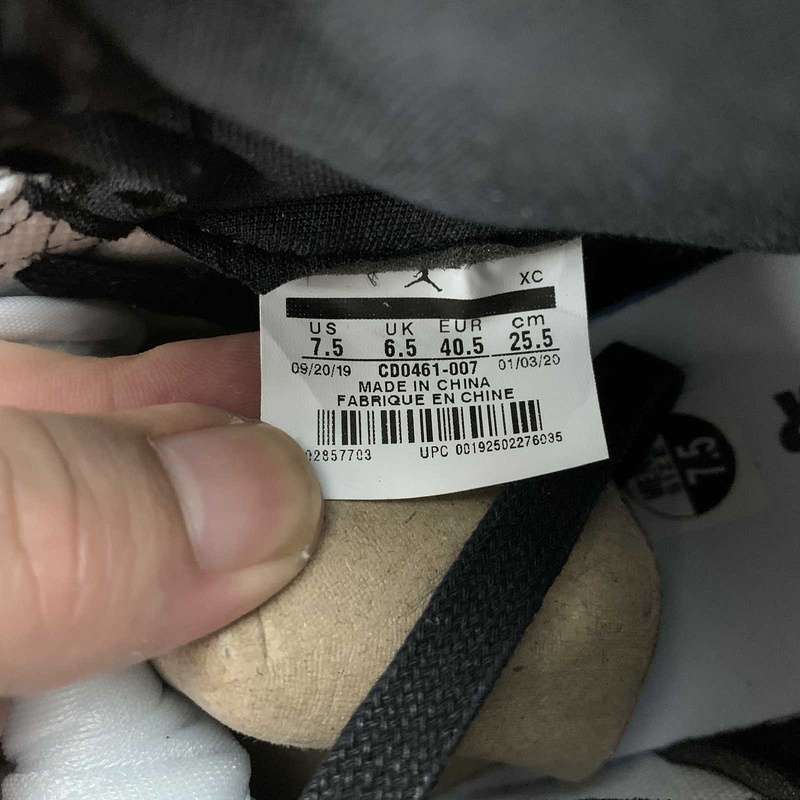 XC
US UK EUR cm
7.5 6.5 40.5 25.5
09/20/19 CD0461-007 01/03/20
MADE IN CHINA
FABRIQUE EN CHINE
02857703 UPC 00192502276035
7.5
R